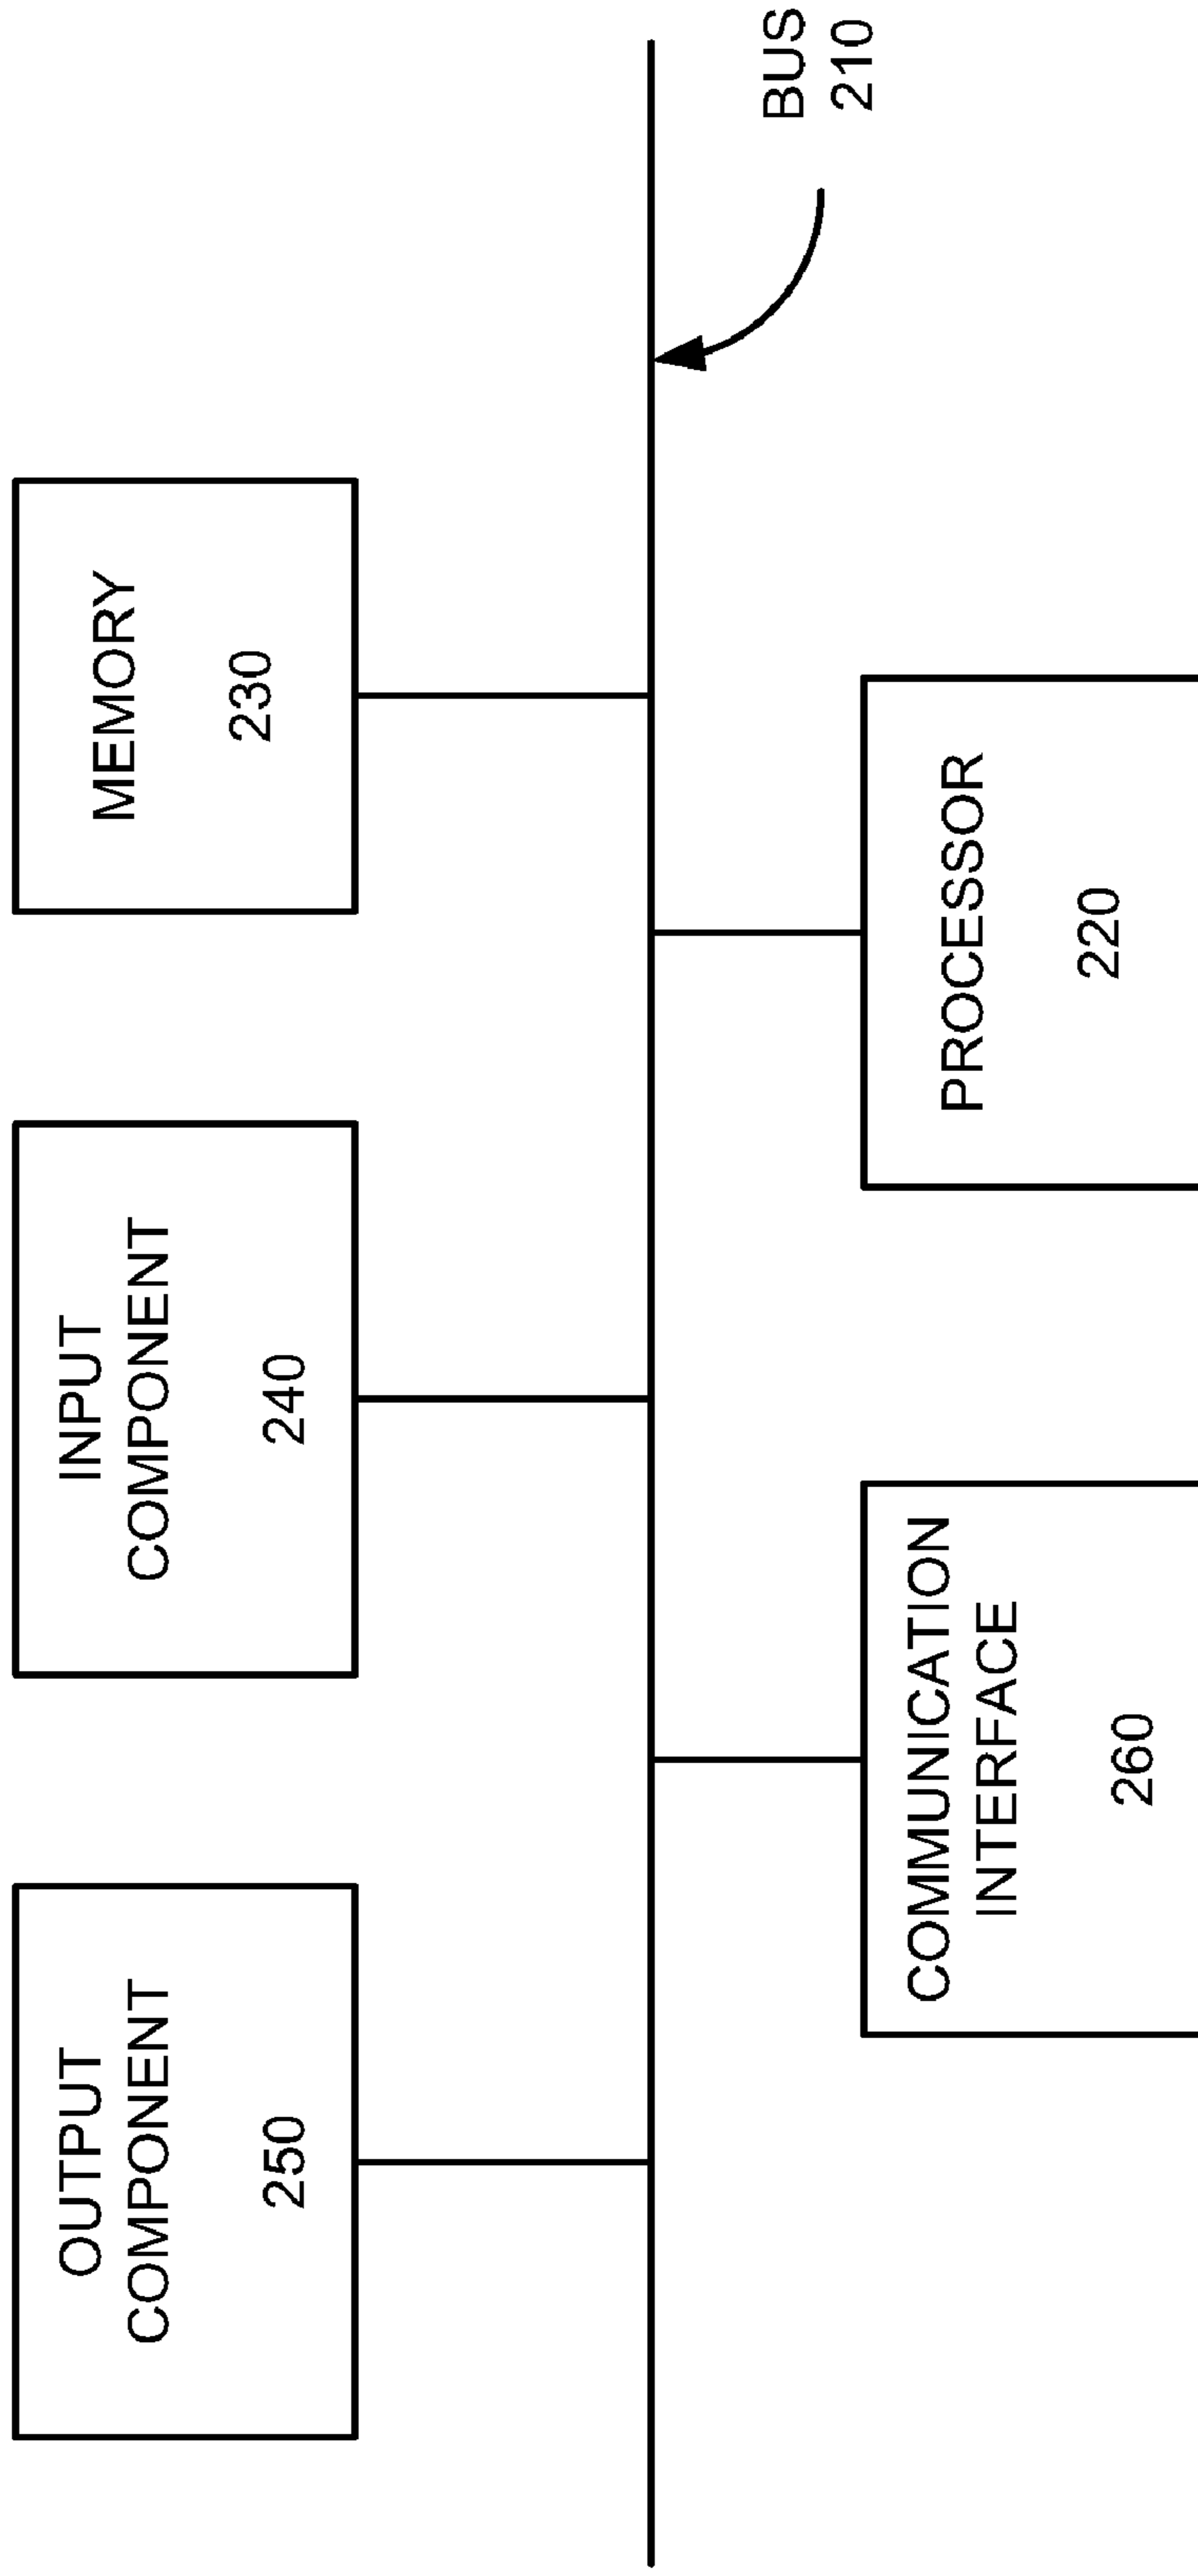 OUTPUT
COMPONENT
250
INPUT
COMPONENT
240
MEMORY
230
BUS
210
COMMUNICATION
INTERFACE
260
PROCESSOR
220